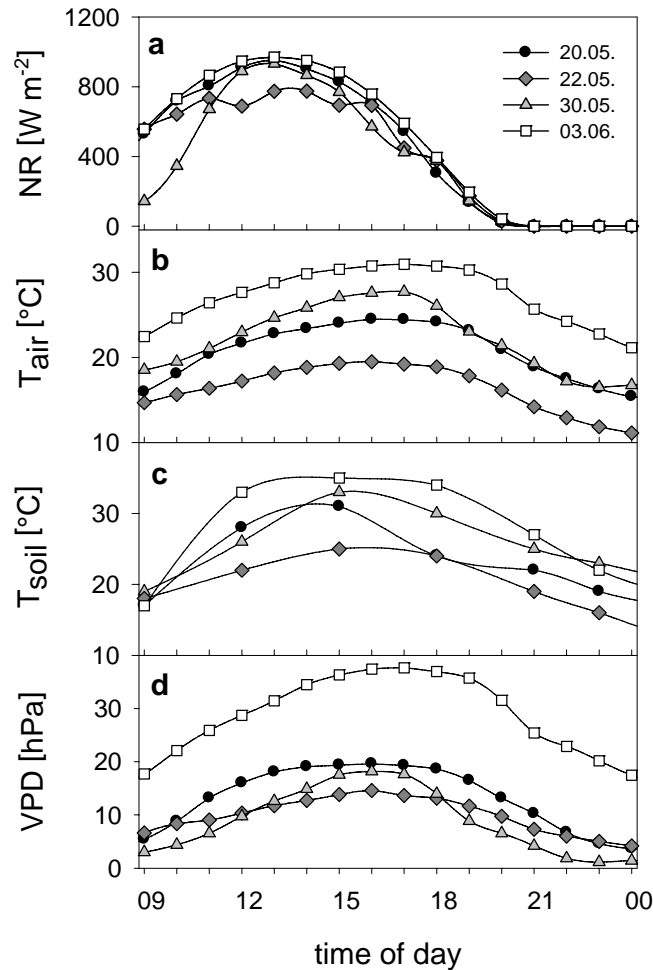 1200
a
20.05.
22.05.
30.05.
03.06.
800
400
0
NR [W m⁻²]
b
30
20
10
Tair [°C]
c
30
20
10
Tsoil [°C]
d
30
20
10
0
VPD [hPa]
09 12 15 18 21 00
time of day